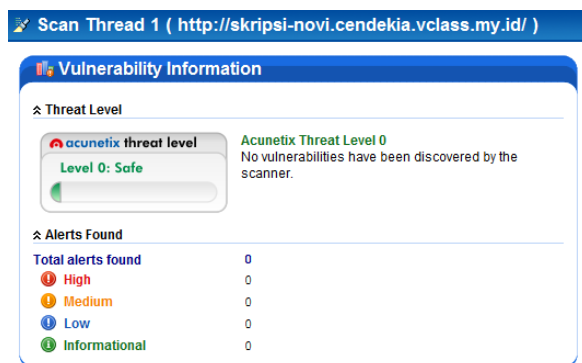 Scan Thread 1 ( http://skripsi-novi.cendekia.vclass.my.id/ )
Vulnerability Information
Threat Level
acunetix threat level
Level 0: Safe
Acunetix Threat Level 0
No vulnerabilities have been discovered by the
scanner.
Alerts Found
Total alerts found 0
High 0
Medium 0
Low 0
Informational 0